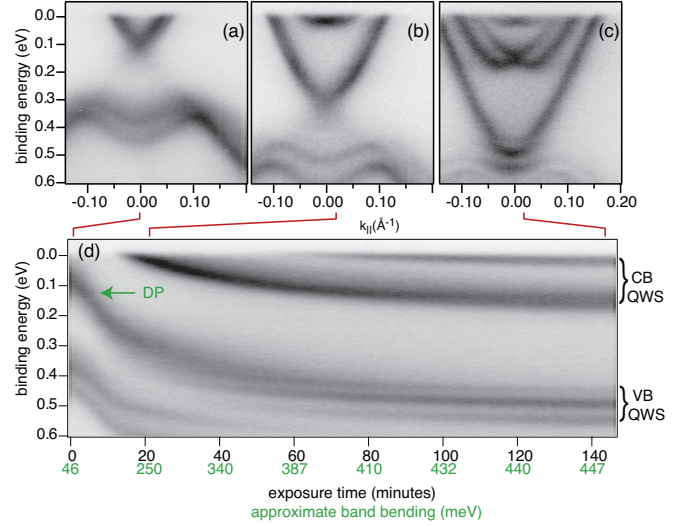 (a) (b) (c)
binding energy (eV)
0.0
0.1
0.2
0.3
0.4
0.5
0.6
-0.10 0.00 0.10 -0.10 0.00 0.10 -0.10 0.00 0.10 0.20
k||(Å-1)
(d)
binding energy (eV)
0.0
0.1
0.2
0.3
0.4
0.5
0.6
DP
CB
QWS
VB
QWS
0 20 40 60 80 100 120 140
46 250 340 387 410 432 440 447
exposure time (minutes)
approximate band bending (meV)